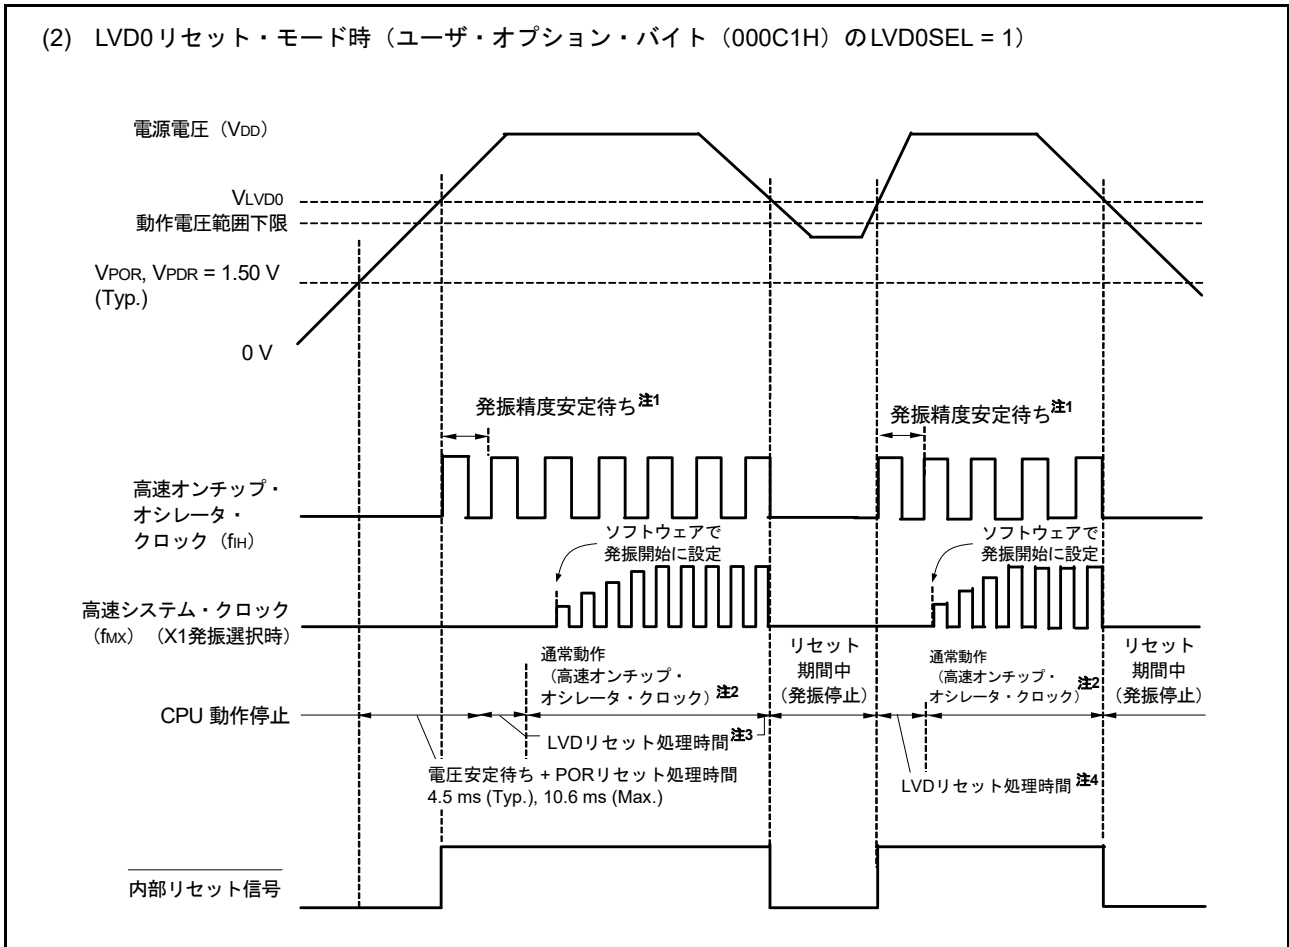 (2) LVD0リセット・モード時（ユーザ・オプション・バイト（000C1H）のLVD0SEL = 1）
電源電圧（VDD）
VLVD0
動作電圧範囲下限
VPOR, VPDR = 1.50 V
(Typ.)
0 V
発振精度安定待ち注1
発振精度安定待ち注1
高速オンチップ・
オシレータ・
クロック（fIH）
ソフトウェアで
発振開始に設定
ソフトウェアで
発振開始に設定
高速システム・クロック
（fMX）（X1発振選択時）
通常動作
（高速オンチップ・
オシレータ・クロック）注2
リセット
期間中
（発振停止）
通常動作
（高速オンチップ・
オシレータ・クロック）注2
リセット
期間中
（発振停止）
CPU 動作停止
LVDリセット処理時間注3
電圧安定待ち + PORリセット処理時間
4.5 ms (Typ.), 10.6 ms (Max.)
LVDリセット処理時間注4
内部リセット信号